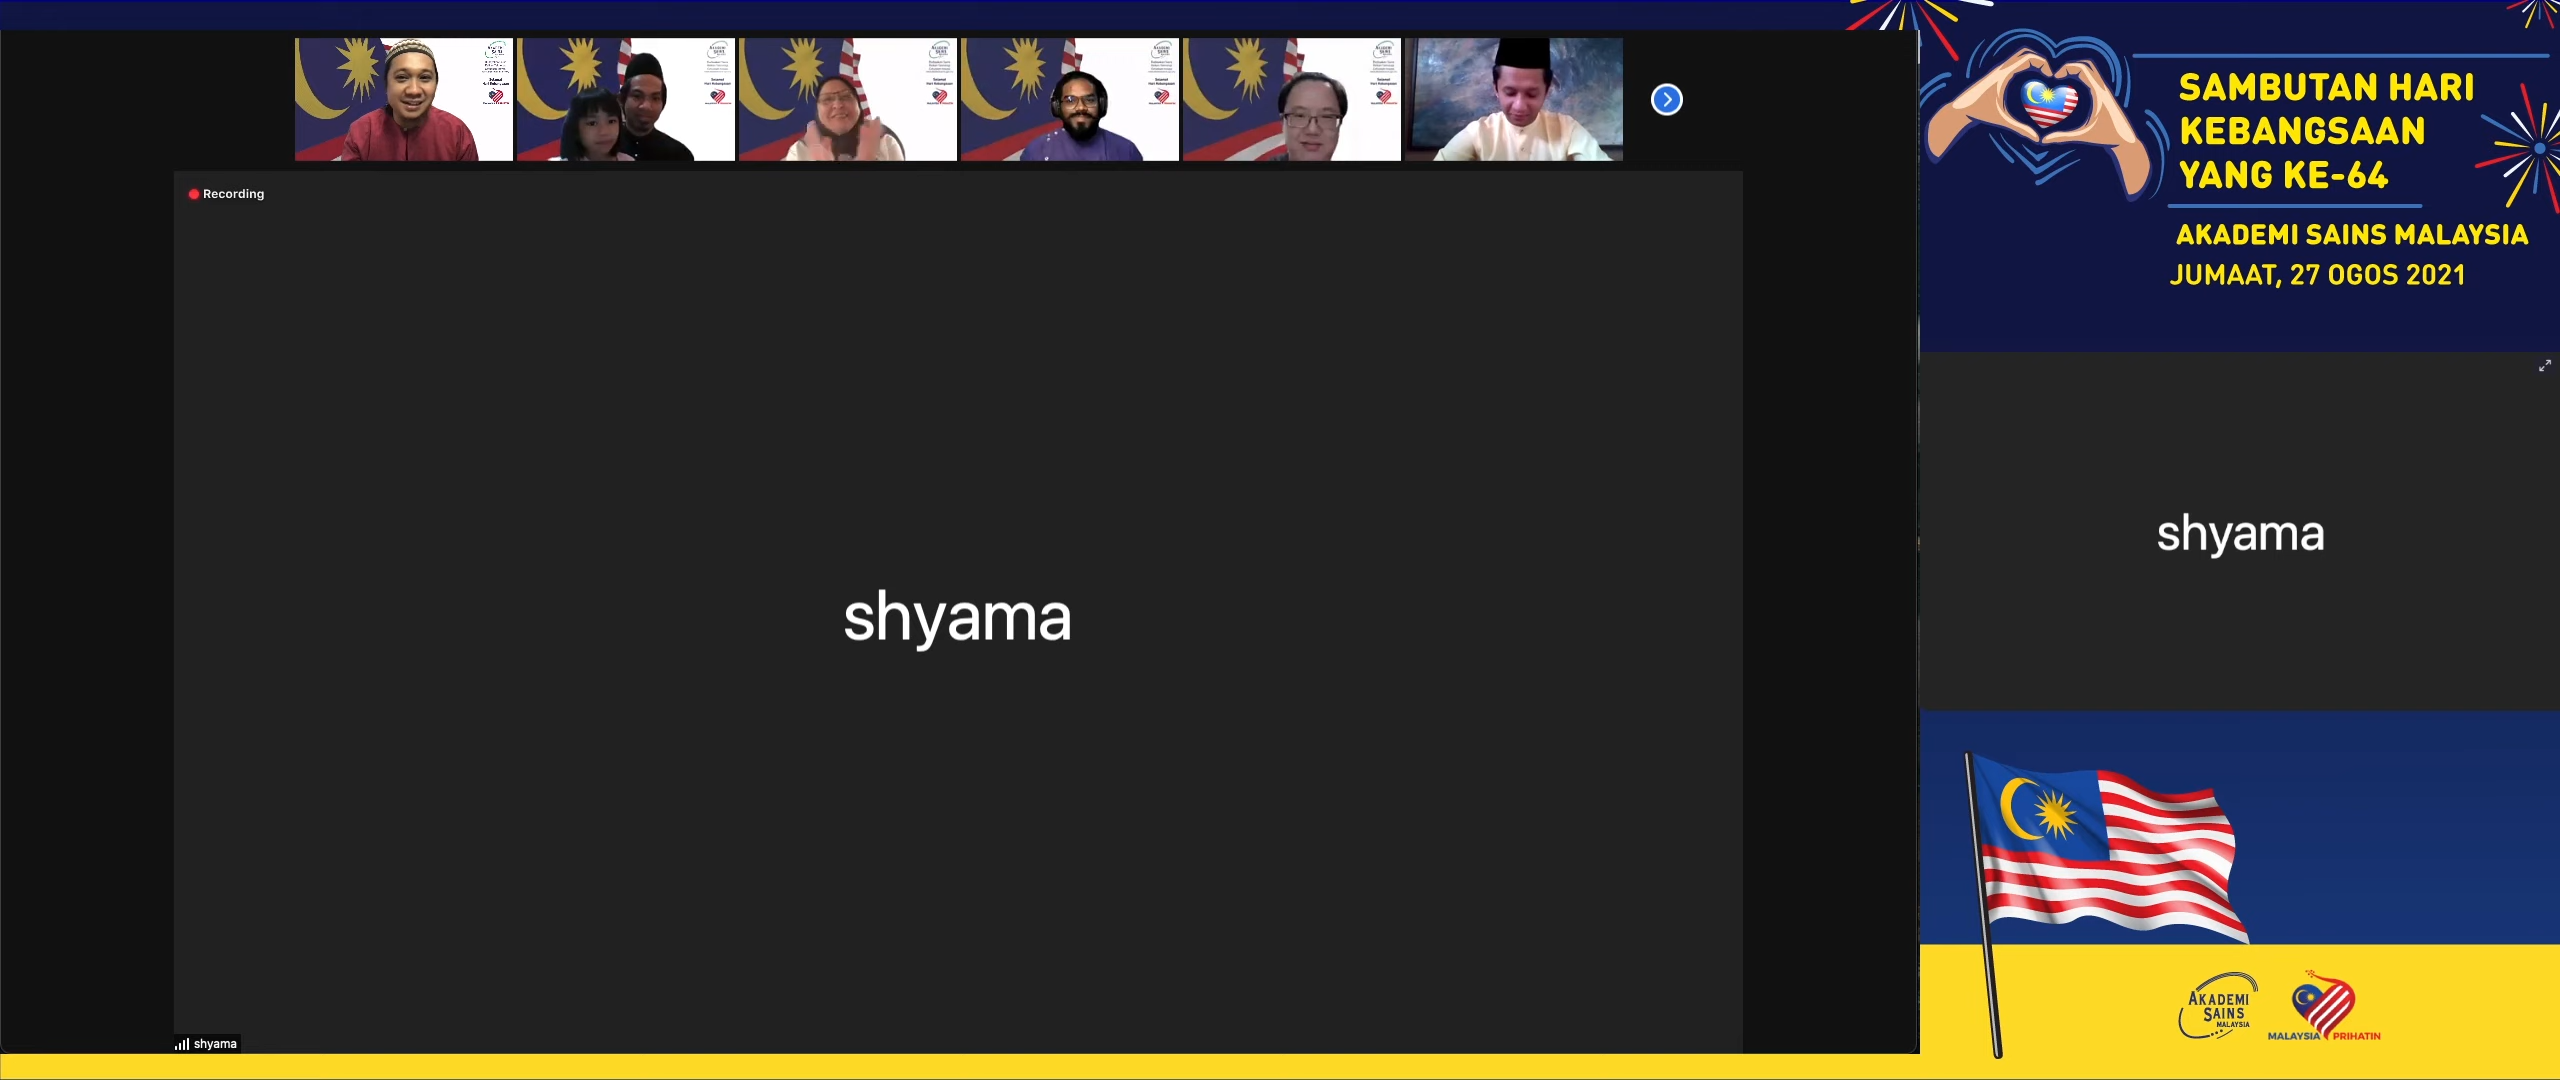 Recording
shyama
shyama
SAMBUTAN HARI
KEBANGSAAN
YANG KE-64
AKADEMI SAINS MALAYSIA
JUMAAT, 27 OGOS 2021
shyama
AKADEMI
SAINS
MALAYSIA
MALAYSIA PRIHATIN